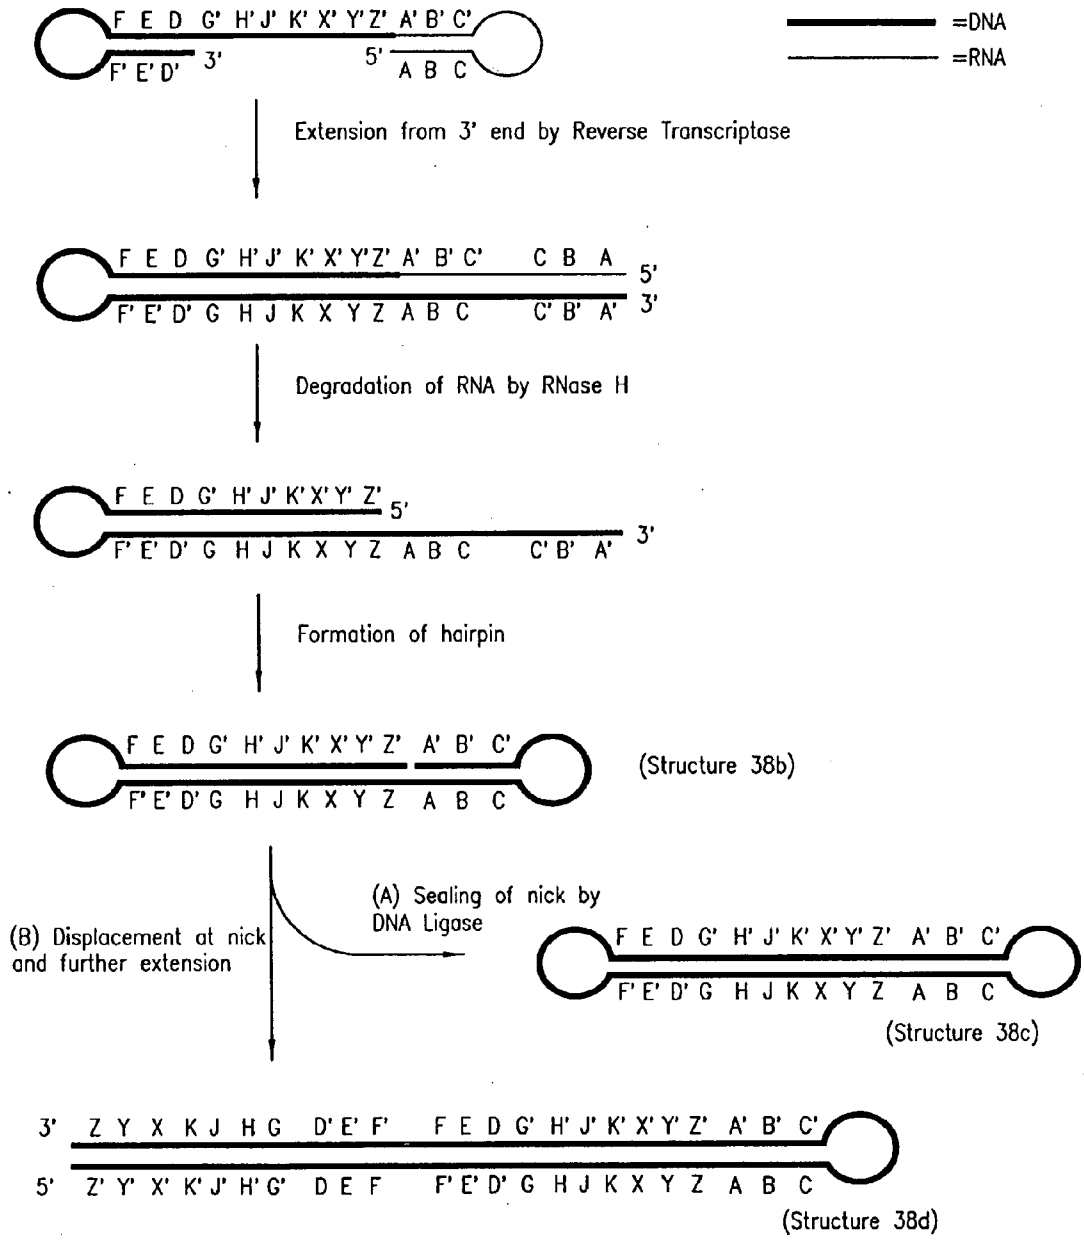 F E D G' H' J' K' X' Y' Z' A' B' C'
=DNA
3' 5'
=RNA
F' E' D' A B C
Extension from 3' end by Reverse Transcriptase
F E D G' H' J' K' X' Y' Z' A' B' C' C B A
5'
3'
F' E' D' G H J K X Y Z A B C C' B' A'
Degradation of RNA by RNase H
F E D G' H' J' K' X' Y' Z'
5'
3'
F' E' D' G H J K X Y Z A B C C' B' A'
Formation of hairpin
F E D G' H' J' K' X' Y' Z' A' B' C'
(Structure 38b)
F' E' D' G H J K X Y Z A B C
(A) Sealing of nick by
DNA Ligase
(B) Displacement at nick
and further extension
F E D G' H' J' K' X' Y' Z' A' B' C'
F' E' D' G H J K X Y Z A B C
(Structure 38c)
3' Z Y X K J H G D' E' F' F E D G' H' J' K' X' Y' Z' A' B' C'
5' Z' Y' X' K' J' H' G' D E F F' E' D' G H J K X Y Z A B C
(Structure 38d)